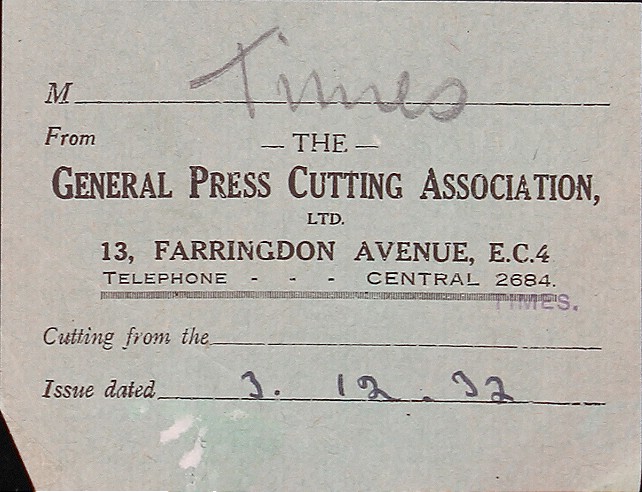 Times
M
From
— THE —
GENERAL PRESS CUTTING ASSOCIATION,
LTD.
13, FARRINGDON AVENUE, E.C.4
TELEPHONE - - - CENTRAL 2684.
TIMES.
Cutting from the
Issue dated 3. 12. 32